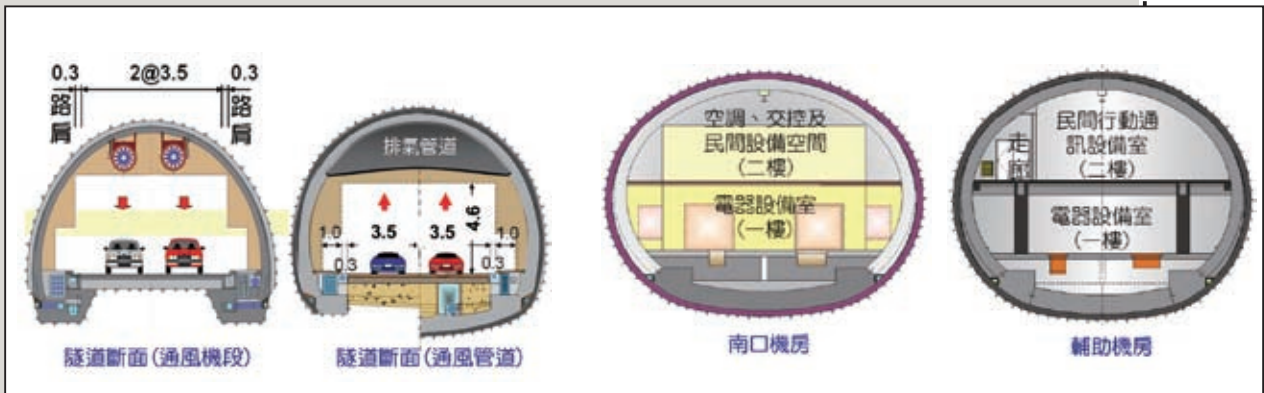 0.3 2@3.5 0.3
路肩
路肩
隧道斷面(通風機段)
排氣管道
4.6
1.0 3.5 3.5 1.0
0.3 0.3
隧道斷面(通風管道)
空調、交控及
民間設備空間
(二樓)
電器設備室
(一樓)
南口機房
走廊
民間行動通
訊設備室
(二樓)
電器設備室
(一樓)
輔助機房